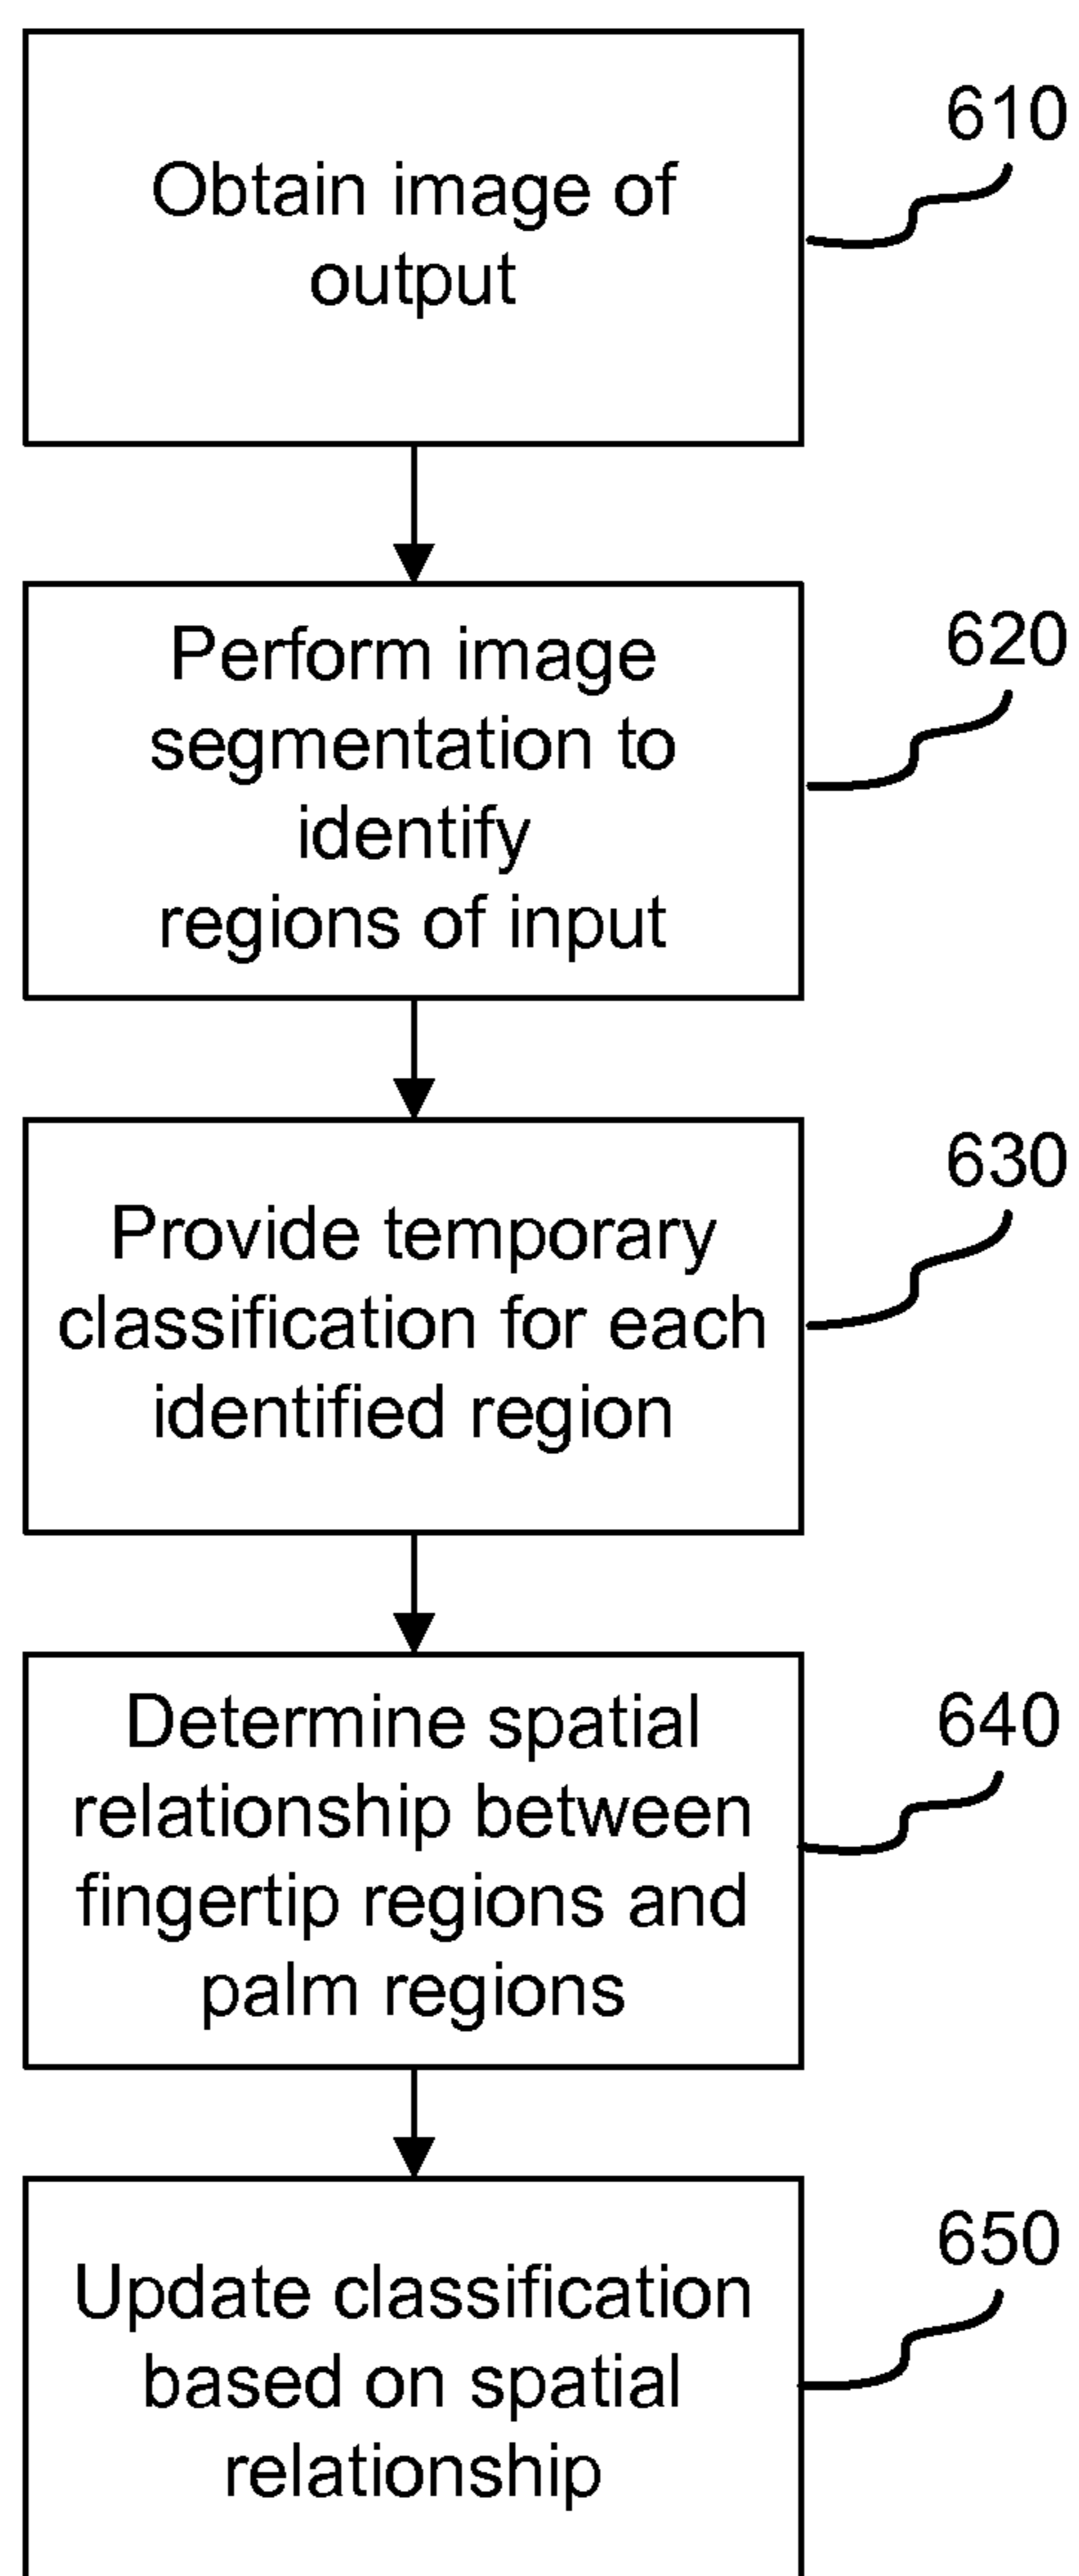 Obtain image of
output
610
Perform image
segmentation to
identify
regions of input
620
Provide temporary
classification for each
identified region
630
Determine spatial
relationship between
fingertip regions and
palm regions
640
Update classification
based on spatial
relationship
650